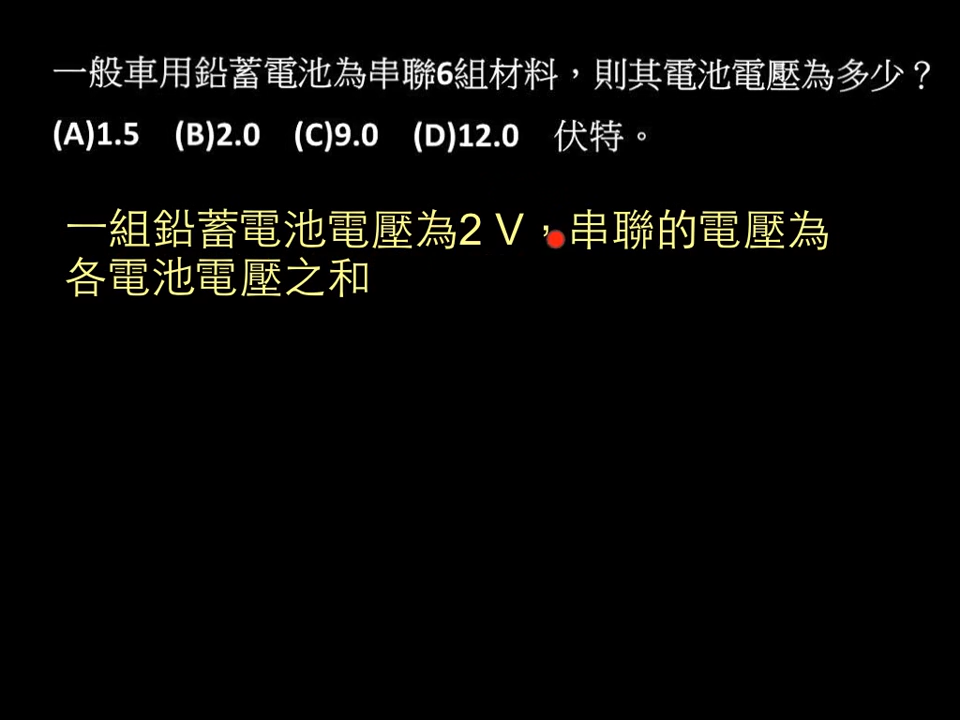 一般車用鉛蓄電池為串聯6組材料，則其電池電壓為多少？
(A)1.5 (B)2.0 (C)9.0 (D)12.0 伏特。
一組鉛蓄電池電壓為2 V，串聯的電壓為
各電池電壓之和